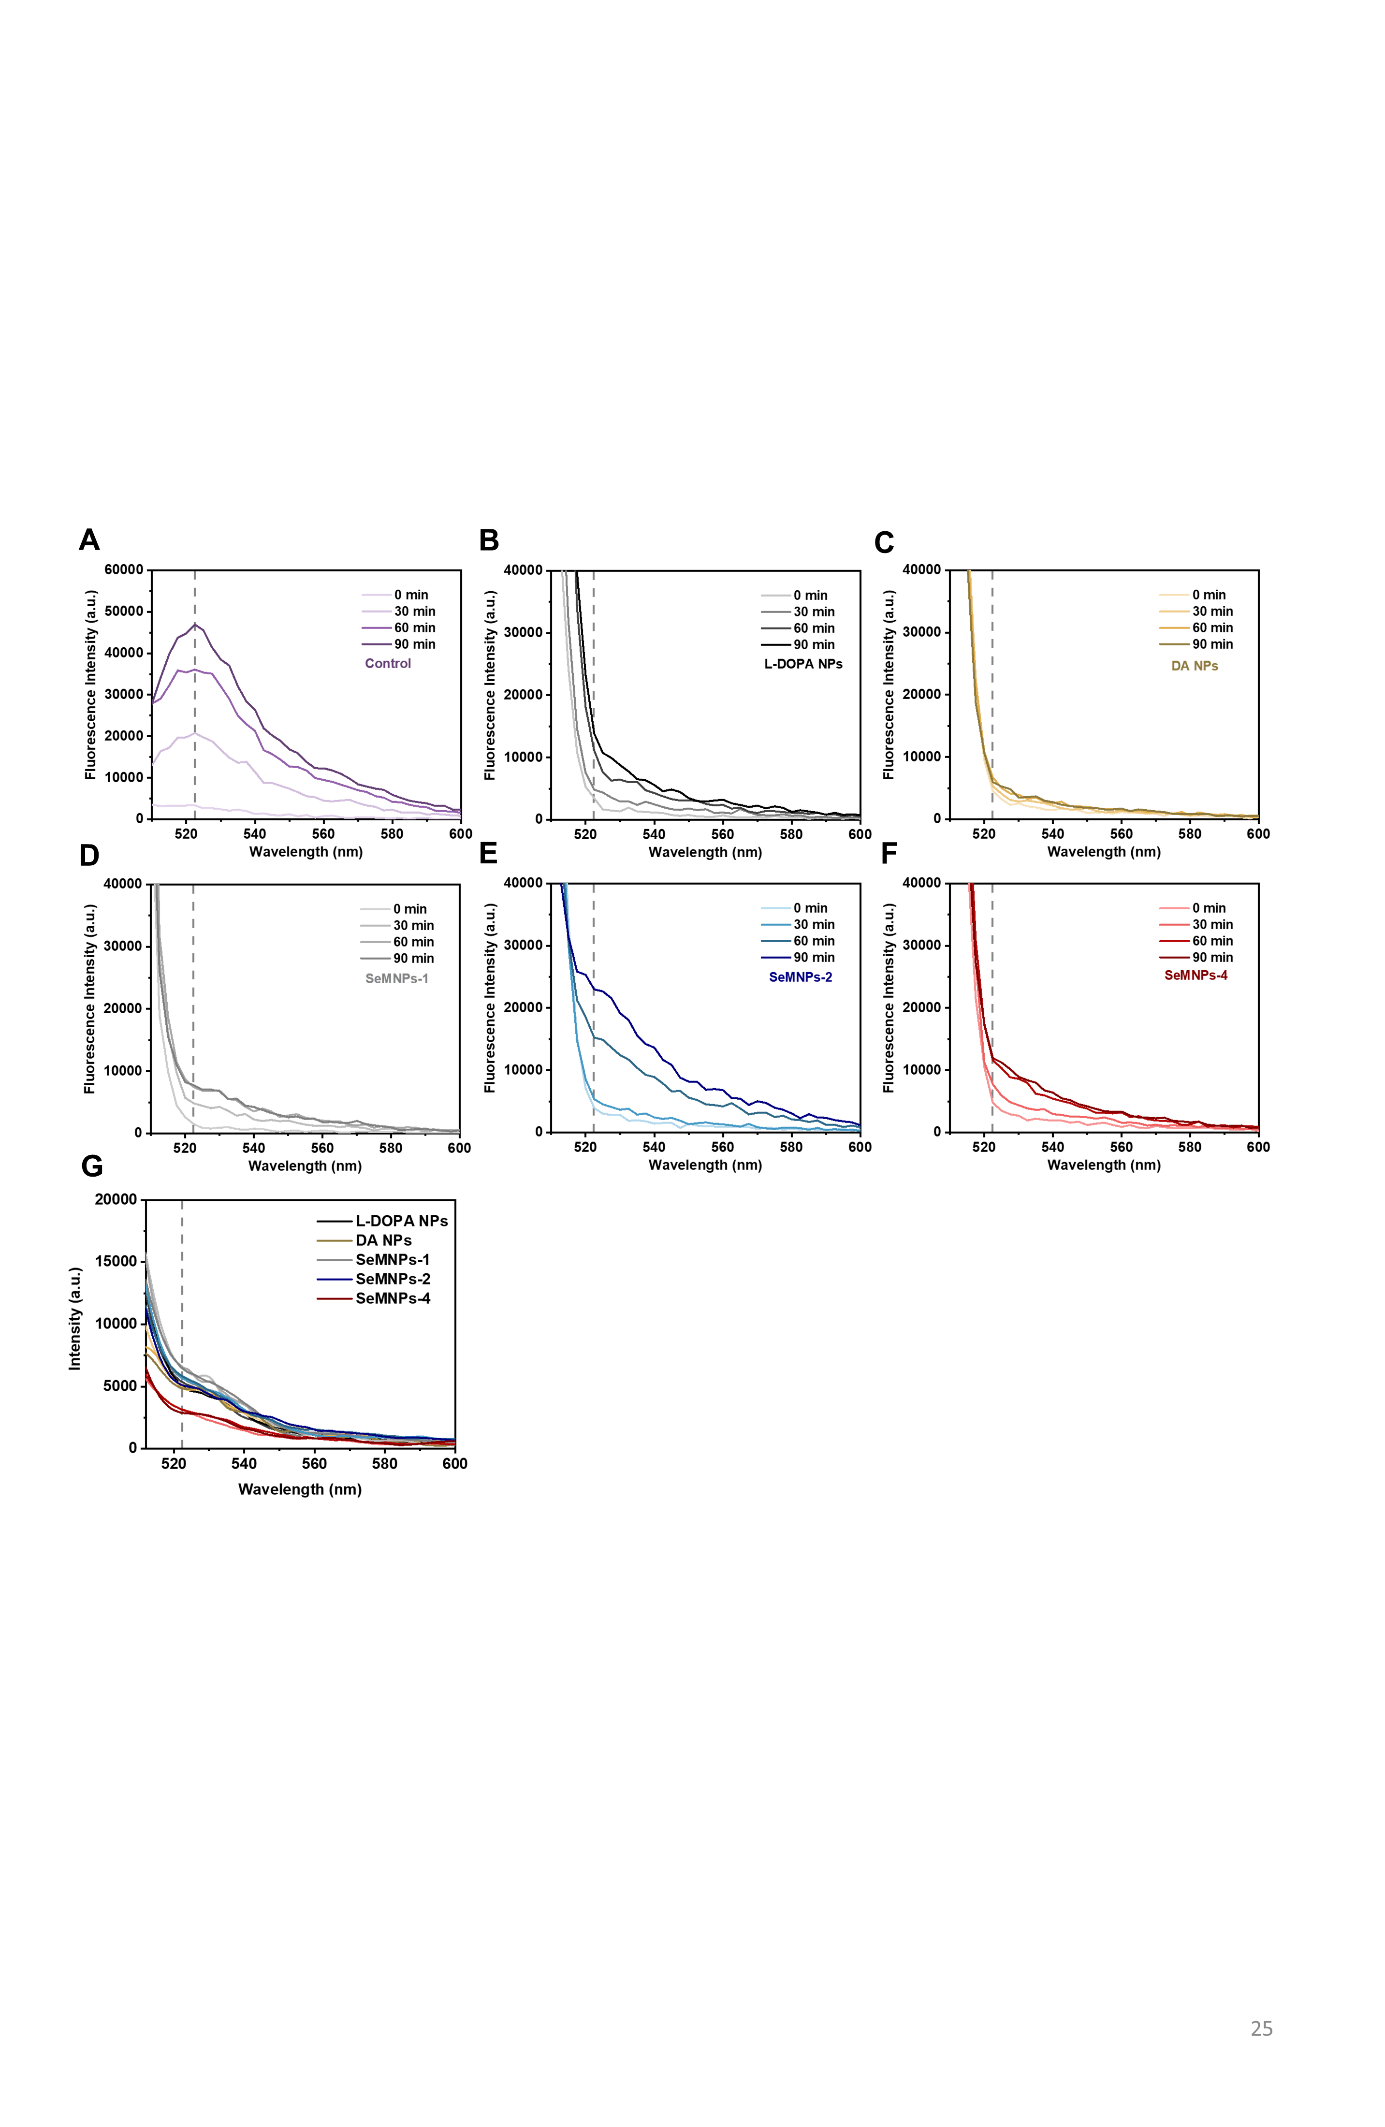 A
60000
50000
40000
30000
20000
10000
0
Fluorescence Intensity (a.u.)
0 min
30 min
60 min
90 min
Control
520 540 560 580 600
Wavelength (nm)
B
40000
30000
20000
10000
0
Fluorescence Intensity (a.u.)
0 min
30 min
60 min
90 min
L-DOPA NPs
520 540 560 580 600
Wavelength (nm)
C
40000
30000
20000
10000
0
Fluorescence Intensity (a.u.)
0 min
30 min
60 min
90 min
DA NPs
520 540 560 580 600
Wavelength (nm)
D
40000
30000
20000
10000
0
Fluorescence Intensity (a.u.)
0 min
30 min
60 min
90 min
SeMNPs-1
520 540 560 580 600
Wavelength (nm)
E
40000
30000
20000
10000
0
Fluorescence Intensity (a.u.)
0 min
30 min
60 min
90 min
SeMNPs-2
520 540 560 580 600
Wavelength (nm)
F
40000
30000
20000
10000
0
Fluorescence Intensity (a.u.)
0 min
30 min
60 min
90 min
SeMNPs-4
520 540 560 580 600
Wavelength (nm)
G
20000
15000
10000
5000
0
Intensity (a.u.)
L-DOPA NPs
DA NPs
SeMNPs-1
SeMNPs-2
SeMNPs-4
520 540 560 580 600
Wavelength (nm)
25